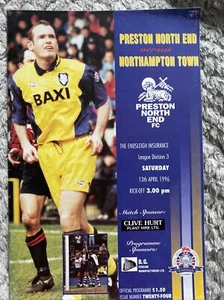 PRESTON NORTH END
versus
NORTHAMPTON TOWN
BAXI
PRESTON
NORTH END
FC
THE ENDSLEIGH INSURANCE
League Division 3
SATURDAY
13th APRIL 1996
KICK-OFF 3.00 pm
Match Sponsors:
CLIVE HURT
PLANT HIRE LTD.
Programme
Sponsors:
OFFICIAL PROGRAMME £1.50
ISSUE NUMBER TWENTY-FOUR